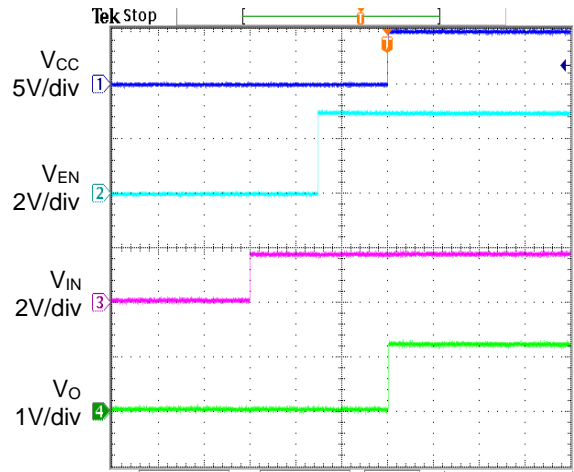 Tek Stop
T
T
VCC
5V/div
1
VEN
2V/div
2
VIN
2V/div
3
VO
1V/div
4